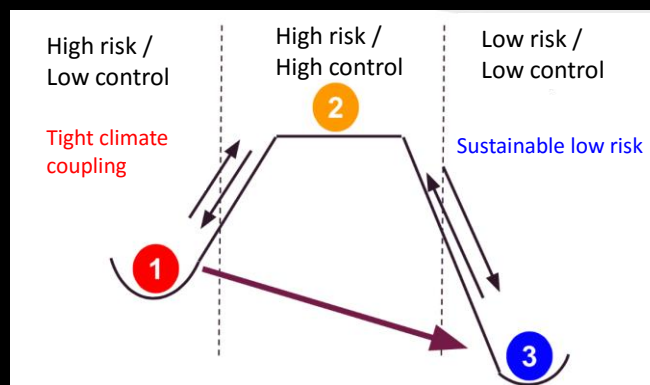 High risk /
Low control
Tight climate
coupling
1
High risk /
High control
2
Low risk /
Low control
Sustainable low risk
3